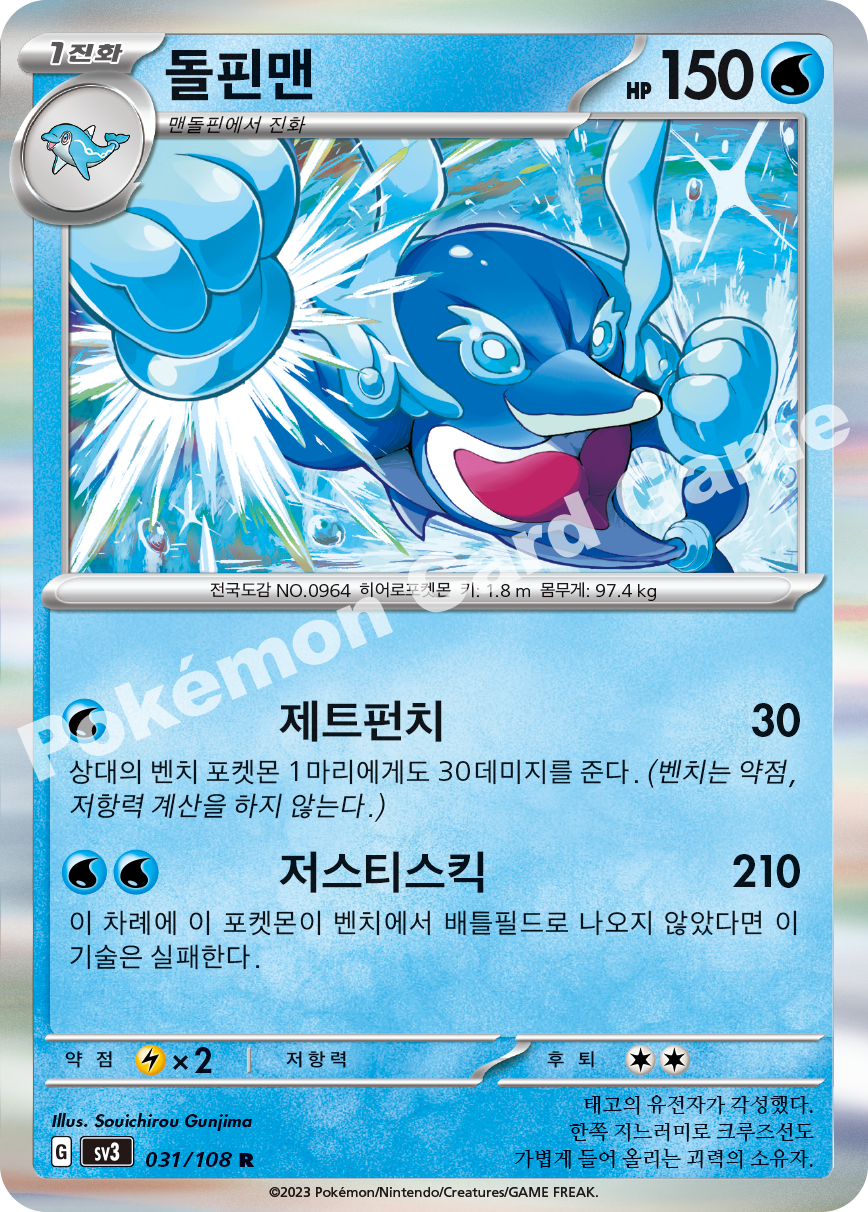 1진화
돌핀맨
HP 150
맨돌핀에서 진화
전국도감 NO.0964 히어로포켓몬 키: 1.8 m 몸무게: 97.4 kg
Pokémon Card Game
제트펀치 30
상대의 벤치 포켓몬 1마리에게도 30데미지를 준다. (벤치는 약점,
저항력 계산을 하지 않는다.)
저스티스킥 210
이 차례에 이 포켓몬이 벤치에서 배틀필드로 나오지 않았다면 이
기술은 실패한다.
약점 ×2 저항력 후퇴
Illus. Souichirou Gunjima
G sv3 031/108 R
태고의 유전자가 각성했다.
한쪽 지느러미로 크루즈선도
가볍게 들어 올리는 괴력의 소유자.
©2023 Pokémon/Nintendo/Creatures/GAME FREAK.